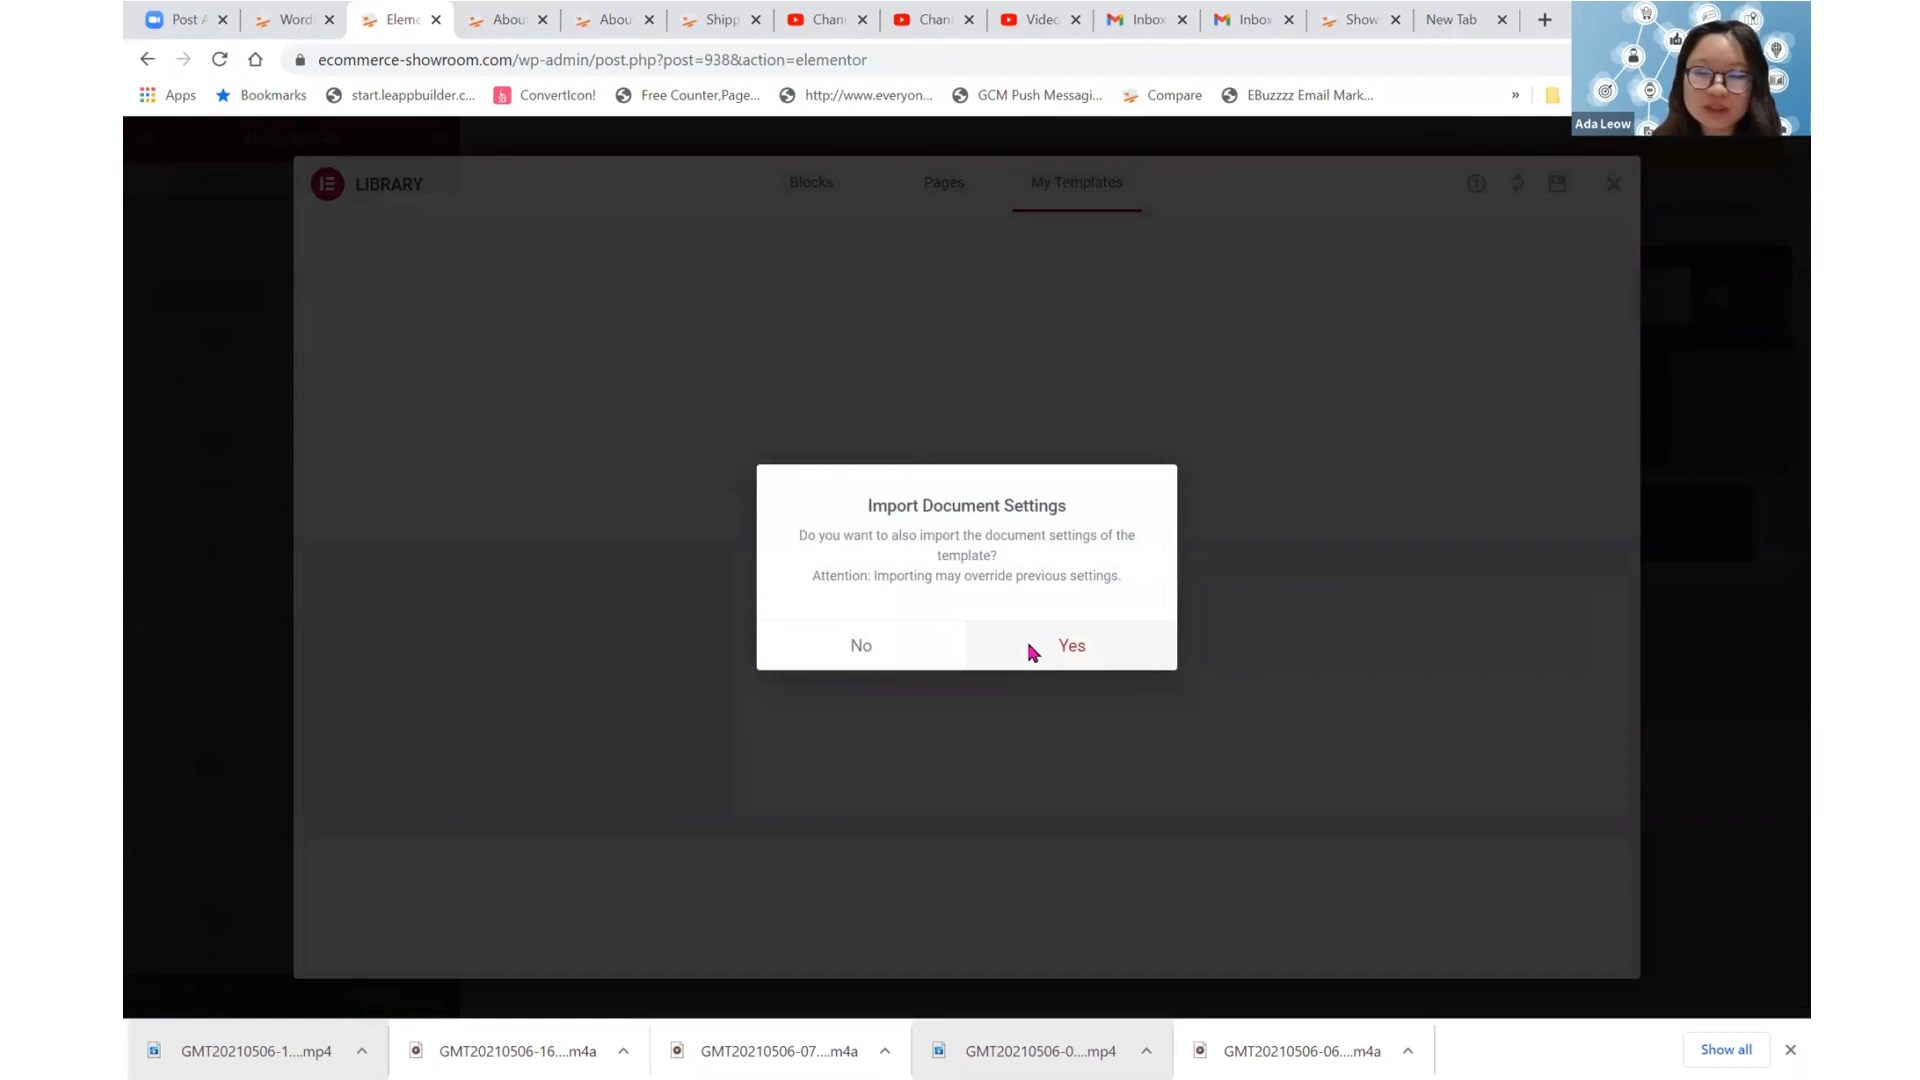 Post A
Word
Eleme
Abou
Abou
Shipp
Chan
Chan
Video
Inbox
Inbox
Show
New Tab
ecommerce-showroom.com/wp-admin/post.php?post=938&action=elementor
Apps
Bookmarks
start.leappbuilder.c...
ConvertIcon!
Free Counter,Page...
http://www.everyon...
GCM Push Messagi...
Compare
EBuzzzz Email Mark...
»
Ada Leow
LIBRARY
Blocks
Pages
My Templates
Import Document Settings
Do you want to also import the document settings of the
template?
Attention: Importing may override previous settings.
No
Yes
GMT20210506-1....mp4
GMT20210506-16....m4a
GMT20210506-07....m4a
GMT20210506-0....mp4
GMT20210506-06....m4a
Show all